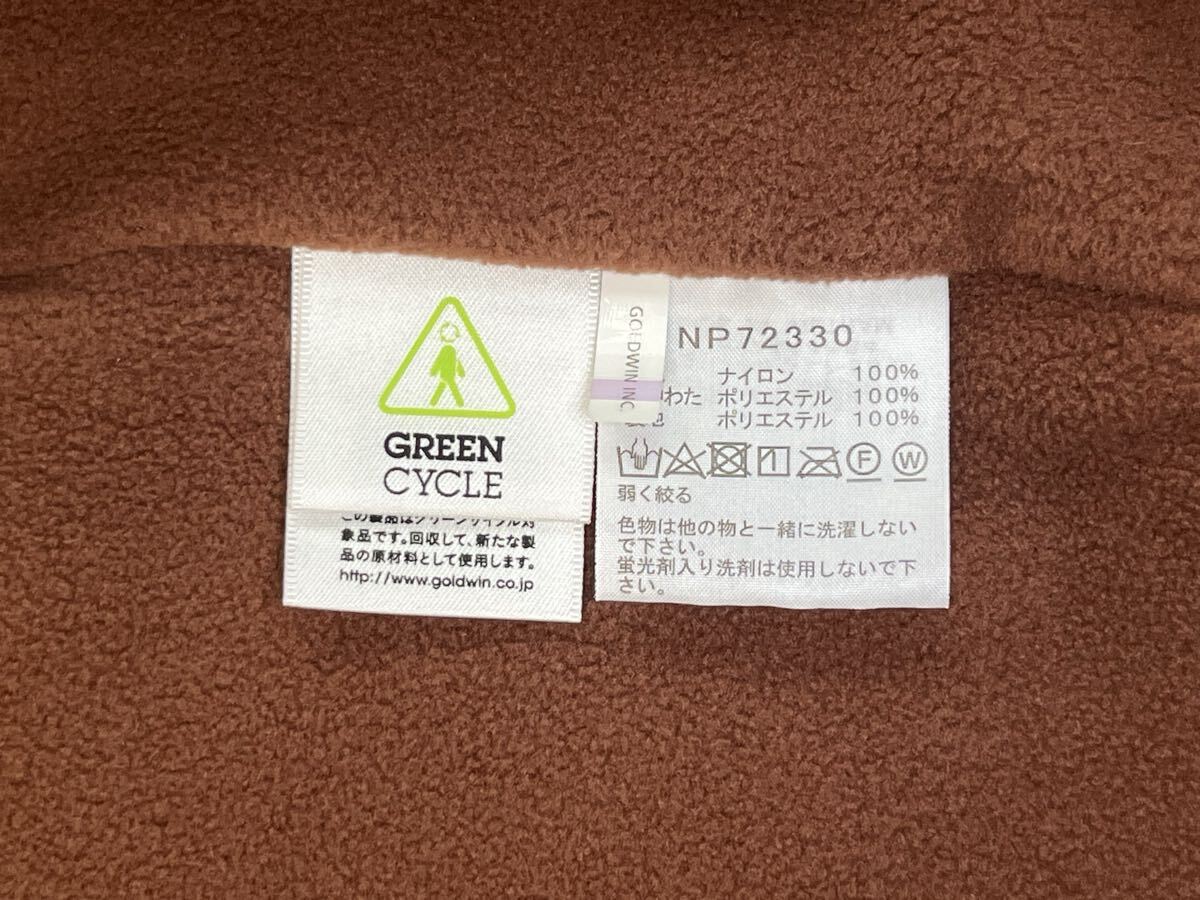 GREEN
CYCLE
この製品はグリーンサイクル対
象品です。回収して、新たな製
品の原材料として使用します。
http://www.goldwin.co.jp
GOLDWIN INC.
NP72330
ナイロン 100%
わた ポリエステル 100%
ポリエステル 100%
F W
弱く絞る
色物は他の物と一緒に洗濯しない
で下さい。
蛍光剤入り洗剤は使用しないで下
さい。